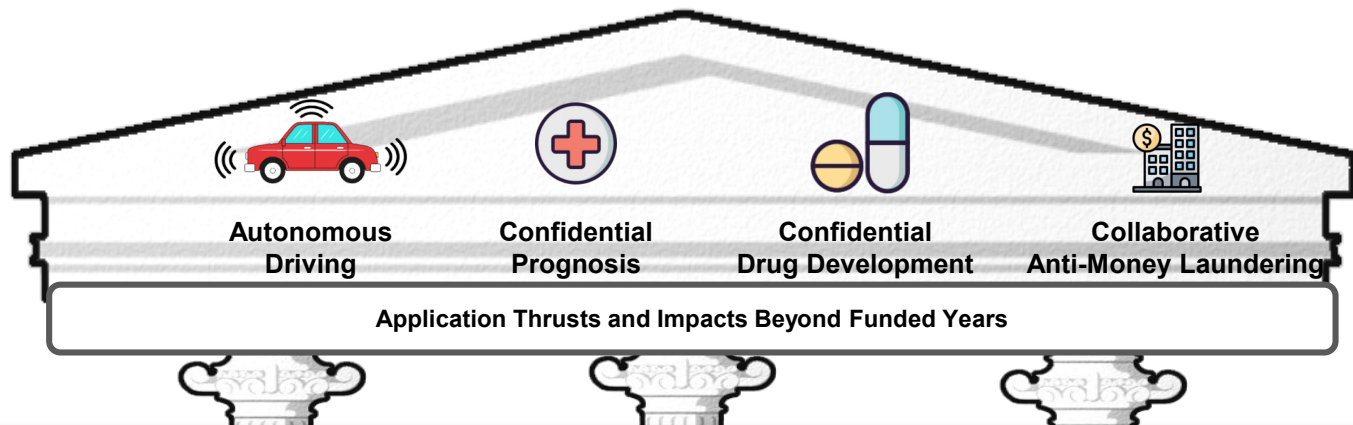 Autonomous
Driving
Confidential
Prognosis
Confidential
Drug Development
$
Collaborative
Anti-Money Laundering
Application Thrusts and Impacts Beyond Funded Years